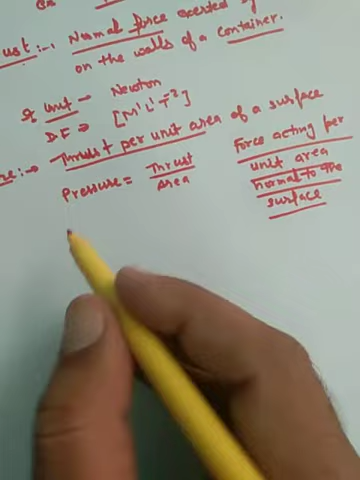 Normal force exerted by
on the walls of a container.
SI unit → Newton
DF ⇒ [M¹L¹T⁻²]
:→ Thrust per unit area of a surface
Pressure = Thrust
Area
Force acting per
unit area
normal to the
surface